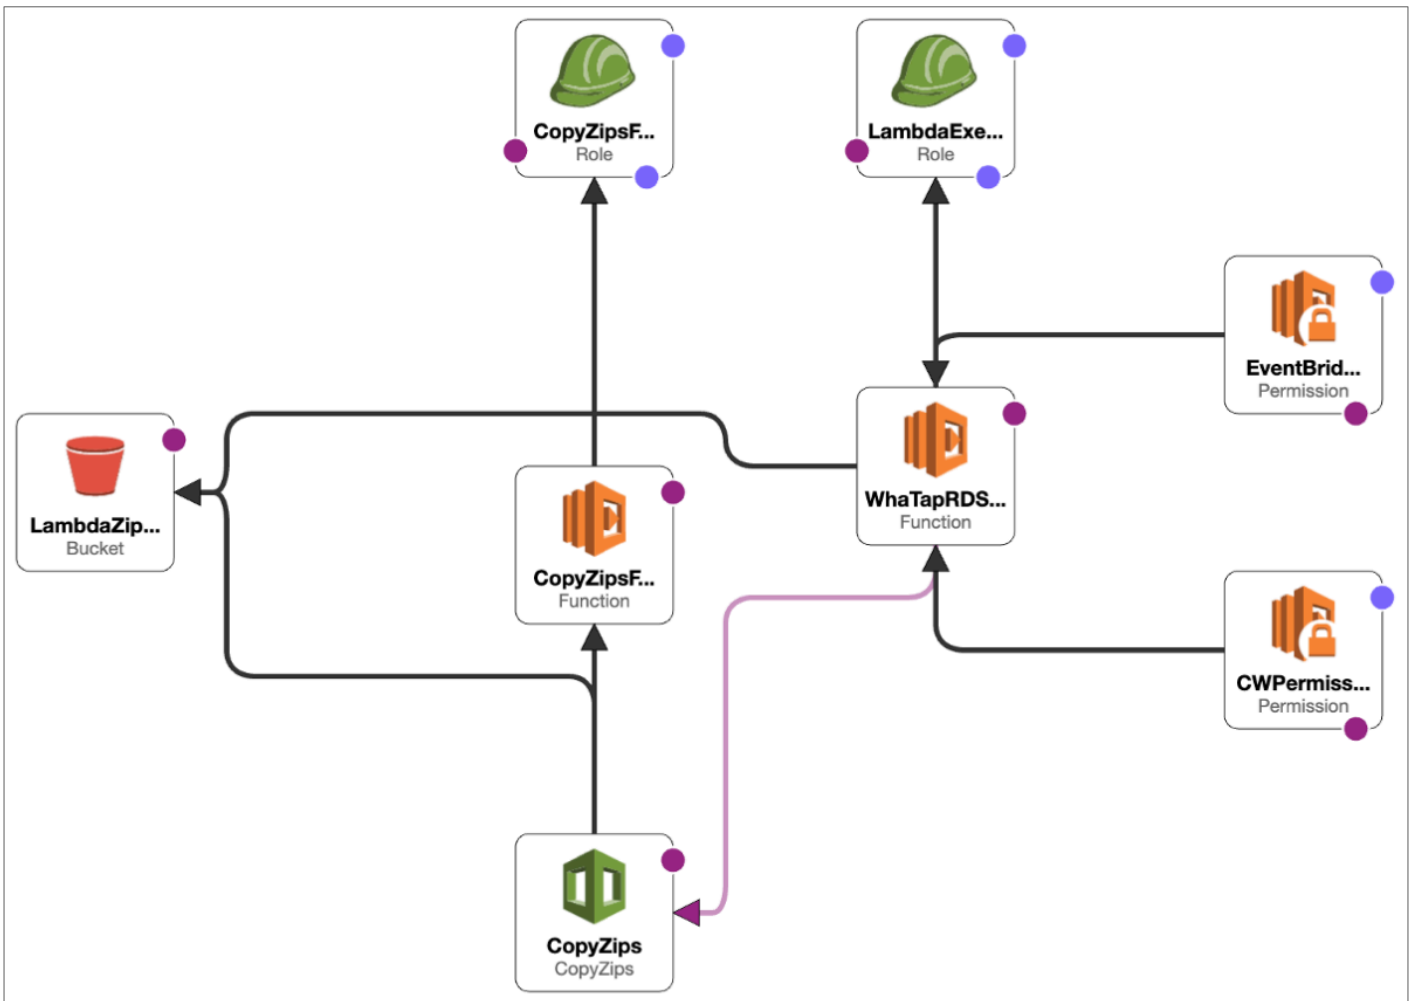 CopyZipsF...
Role
LambdaExe...
Role
EventBrid...
Permission
LambdaZip...
Bucket
CopyZipsF...
Function
WhaTapRDS...
Function
CWPermiss...
Permission
CopyZips
CopyZips